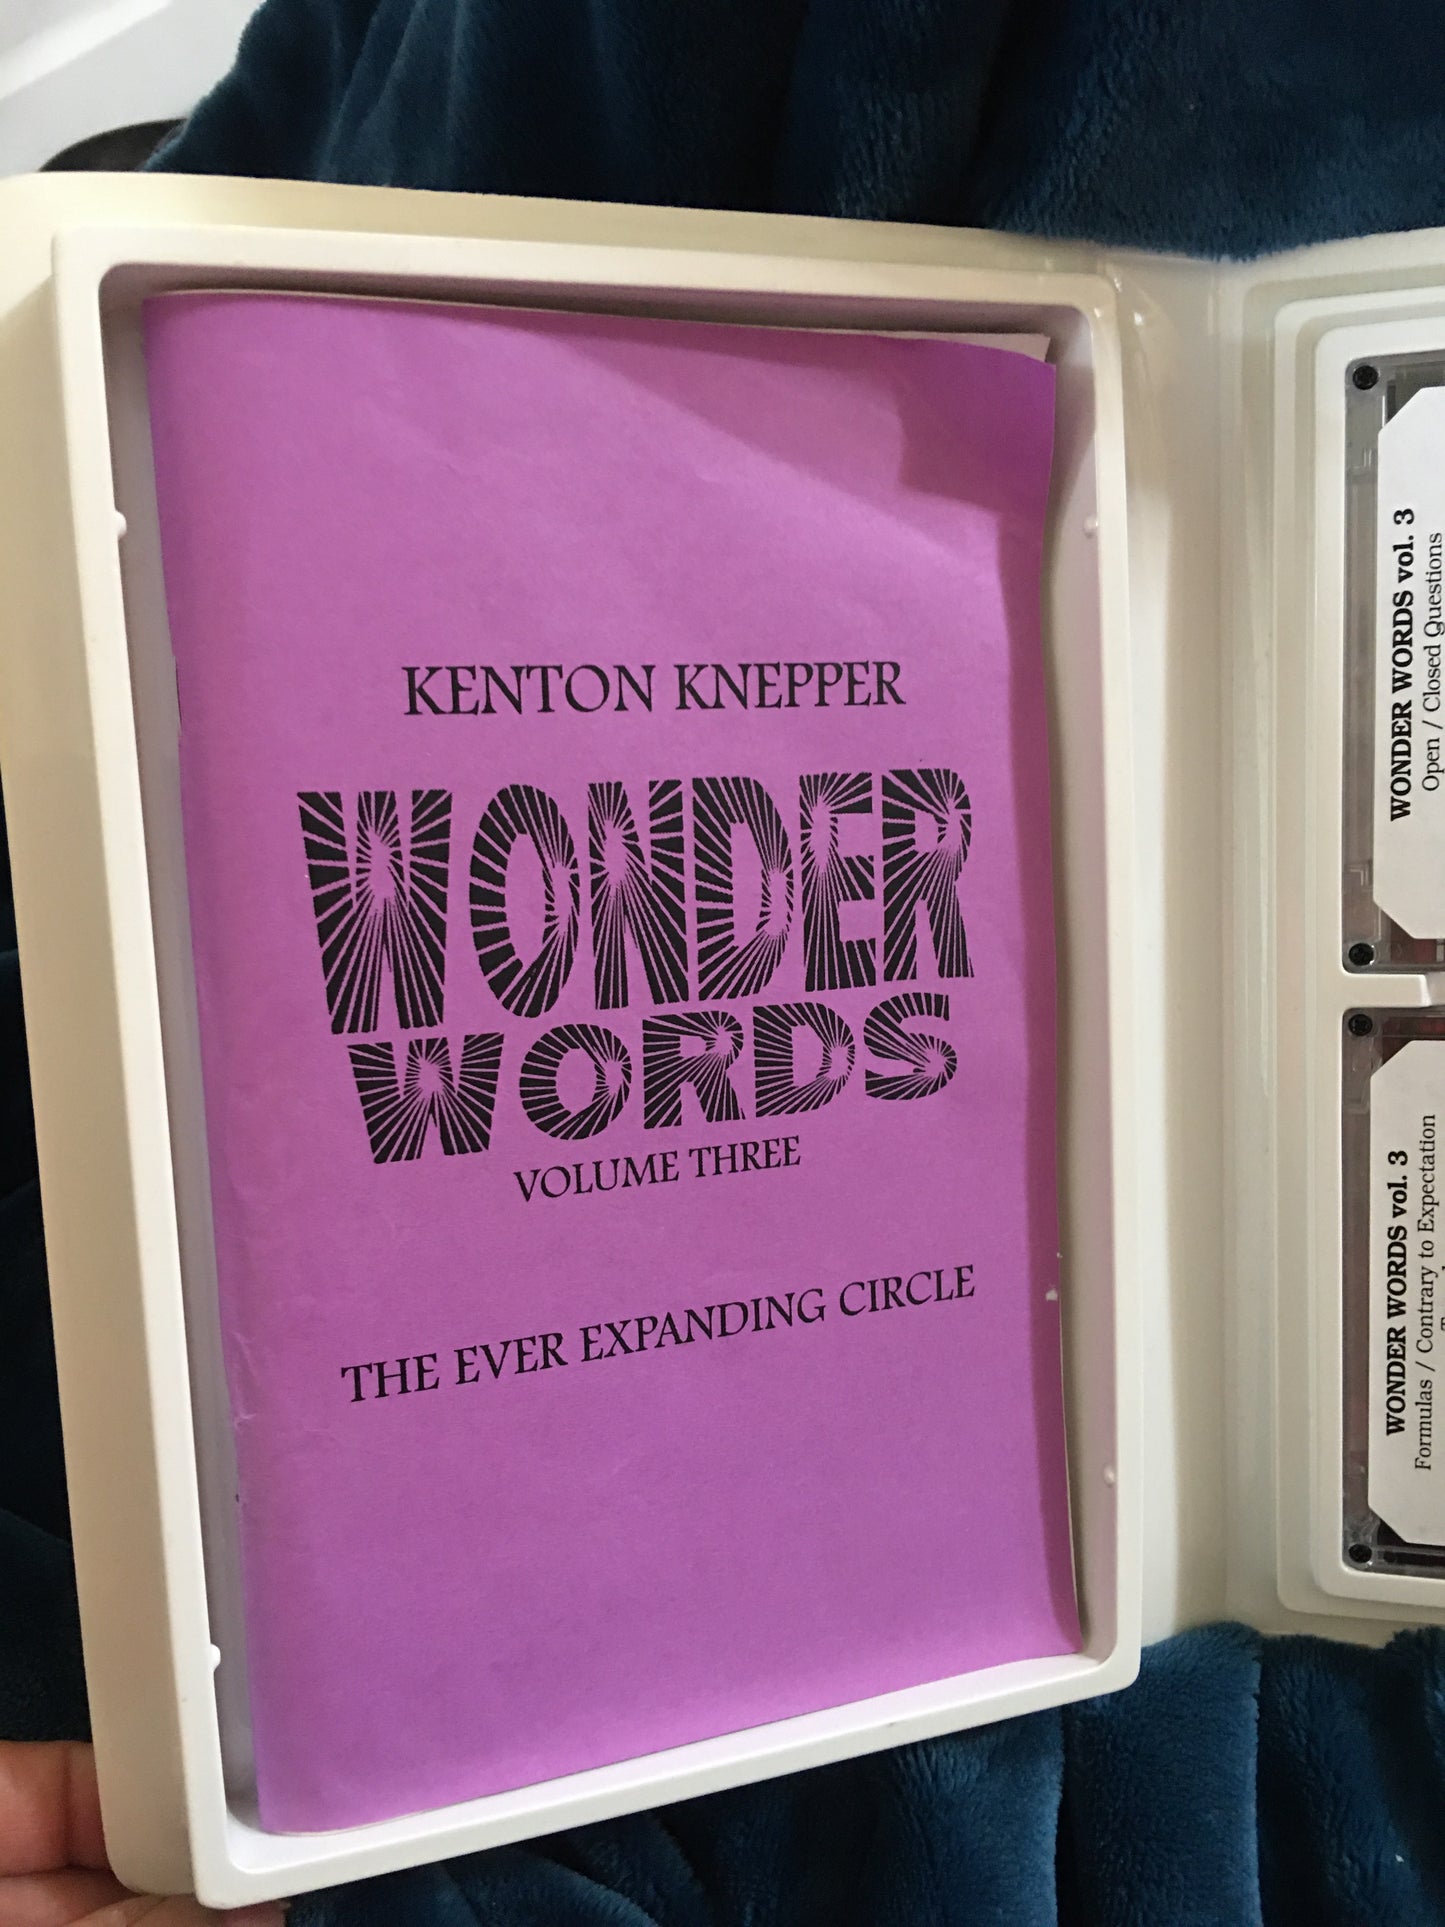 KENTON KNEPPER
WONDER
WORDS
VOLUME THREE
THE EVER EXPANDING CIRCLE
WONDER WORDS vol. 3
Open / Closed Questions
WONDER WORDS vol. 3
Formulas / Contrary to Expectation